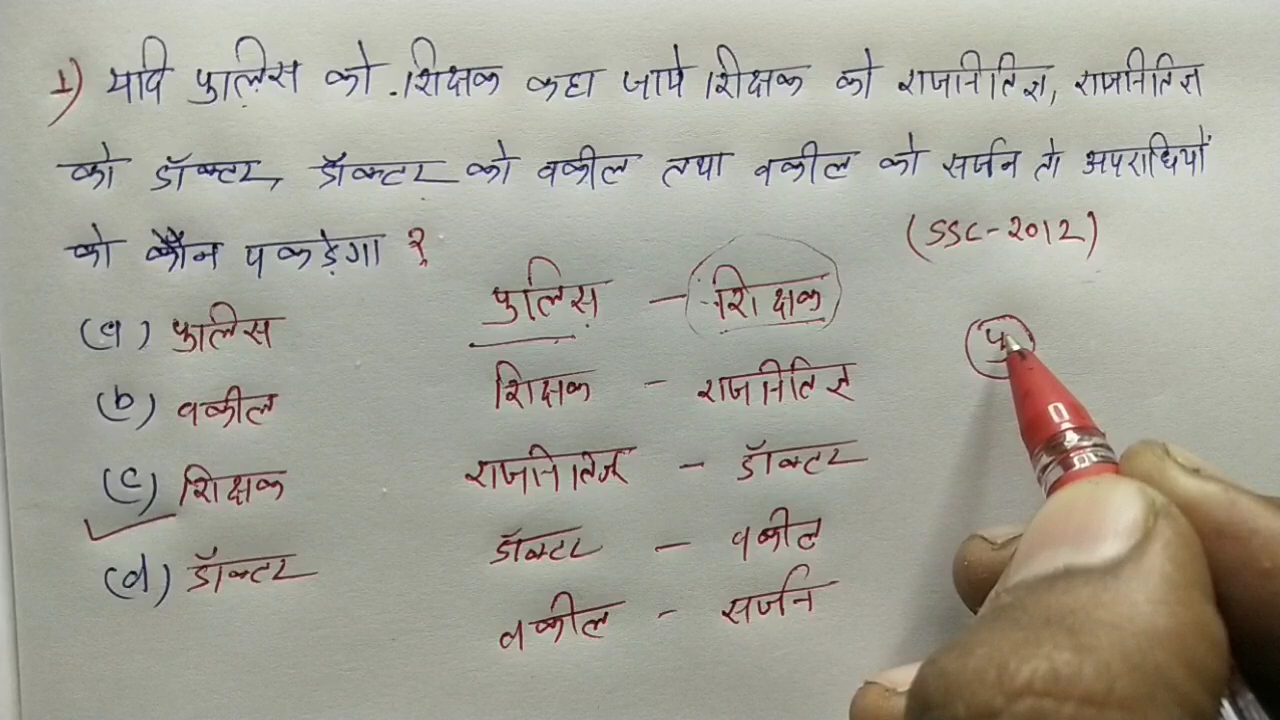 1) यदि पुलिस को शिक्षक कहा जाये शिक्षक को राजनितिज्ञ, राजनितिज्ञ
को डॉक्टर, डॉक्टर को वकील तथा वकील को सर्जन तो अपराधियों
को कौन पकड़ेगा ?
(SSC-2012)
(a) पुलिस
(b) वकील
(c) शिक्षक
(d) डॉक्टर
पुलिस - शिक्षक
शिक्षक - राजनितिज्ञ
राजनितिज्ञ - डॉक्टर
डॉक्टर - वकील
वकील - सर्जन